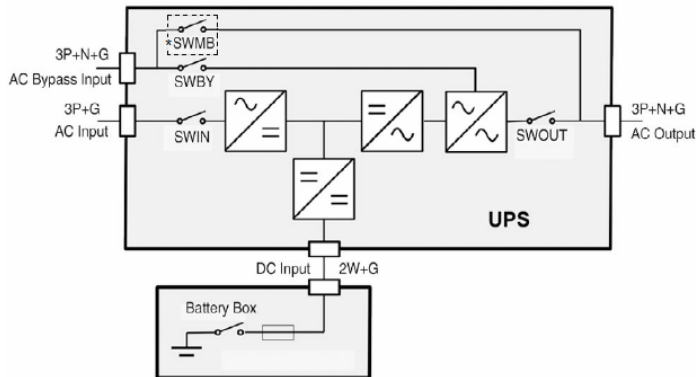 *SWMB
3P+N+G
AC Bypass Input
SWBY
3P+G
AC Input
SWIN
SWOUT
3P+N+G
AC Output
UPS
DC Input
2W+G
Battery Box